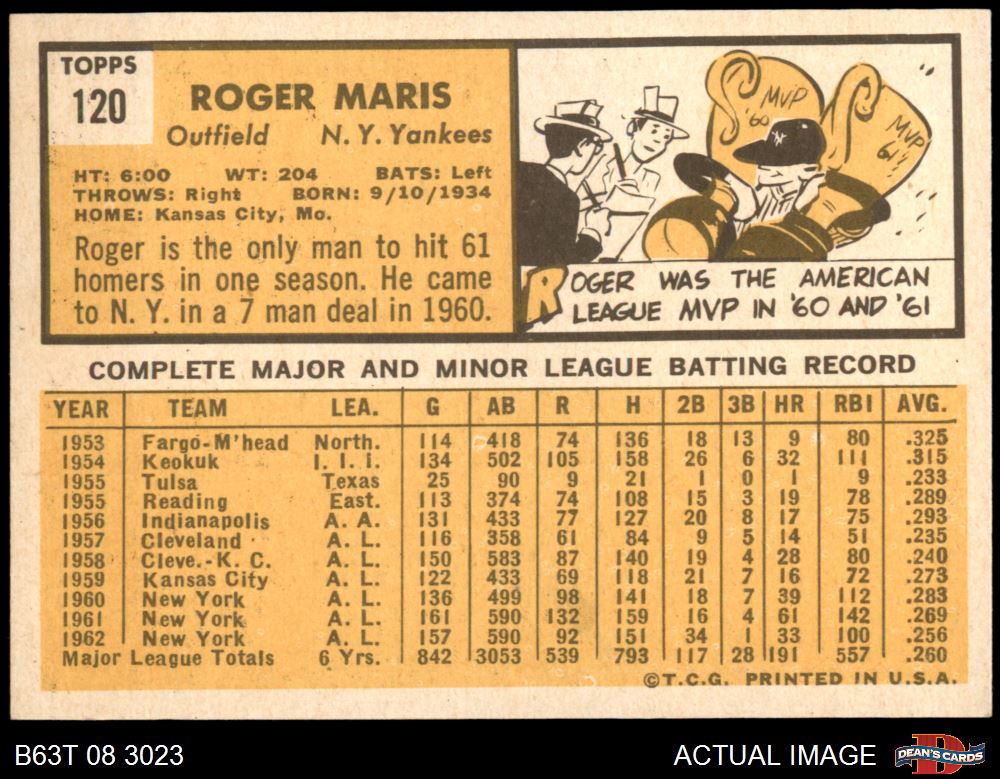 TOPPS
120
ROGER MARIS
Outfield N. Y. Yankees
HT: 6:00 WT: 204 BATS: Left
THROWS: Right BORN: 9/10/1934
HOME: Kansas City, Mo.
Roger is the only man to hit 61
homers in one season. He came
to N. Y. in a 7 man deal in 1960.
MVP
'60
MVP
61
NY
ROGER WAS THE AMERICAN
LEAGUE MVP IN '60 AND '61
COMPLETE MAJOR AND MINOR LEAGUE BATTING RECORD
YEAR TEAM LEA. G AB R H 2B 3B HR RBI AVG.
1953 Fargo-M'head North. 114 418 74 136 18 13 9 80 .325
1954 Keokuk I. I. I. 134 502 105 158 26 6 32 111 .315
1955 Tulsa Texas 25 90 9 21 1 0 1 9 .233
1955 Reading East. 113 374 74 108 15 3 19 78 .289
1956 Indianapolis A. A. 131 433 77 127 20 8 17 75 .293
1957 Cleveland A. L. 116 358 61 84 9 5 14 51 .235
1958 Cleve.-K. C. A. L. 150 583 87 140 19 4 28 80 .240
1959 Kansas City A. L. 122 433 69 118 21 7 16 72 .273
1960 New York A. L. 136 499 98 141 18 7 39 112 .283
1961 New York A. L. 161 590 132 159 16 4 61 142 .269
1962 New York A. L. 157 590 92 151 34 1 33 100 .256
Major League Totals 6 Yrs. 842 3053 539 793 117 28 191 557 .260
©T.C.G. PRINTED IN U.S.A.
B63T 08 3023
ACTUAL IMAGE
D
DEAN'S CARDS